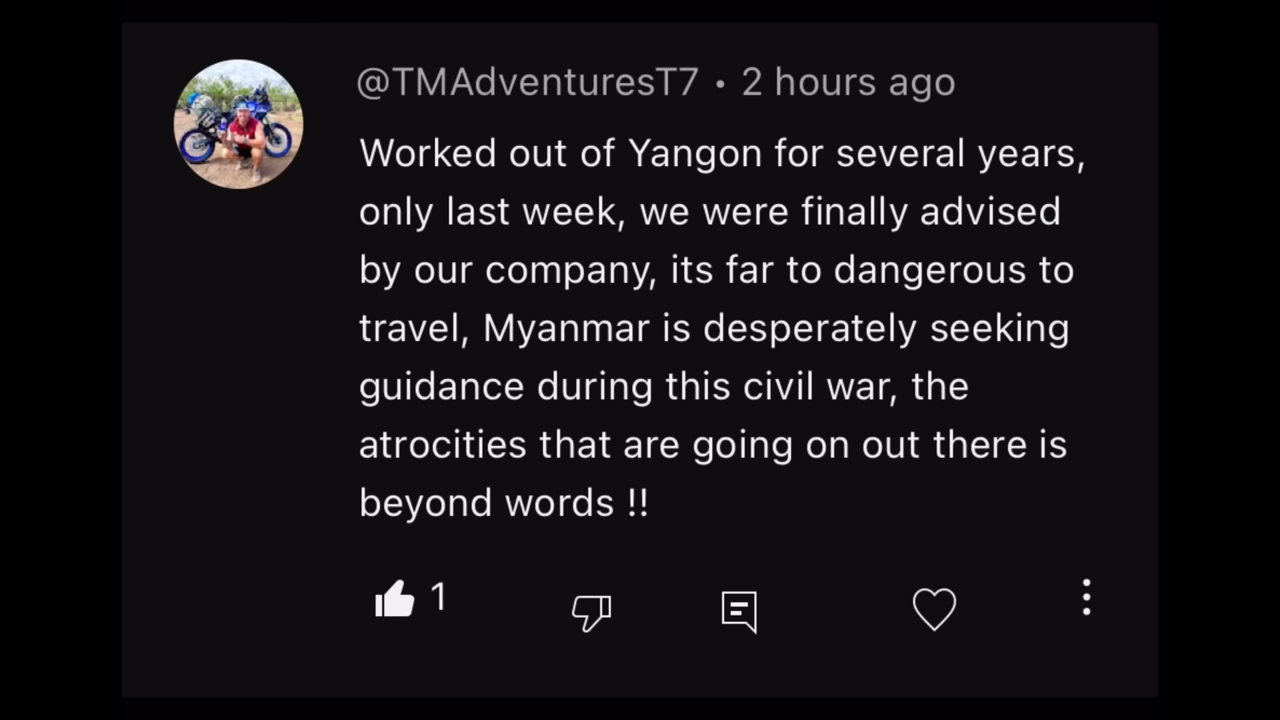 @TMAdventuresT7 • 2 hours ago
Worked out of Yangon for several years,
only last week, we were finally advised
by our company, its far to dangerous to
travel, Myanmar is desperately seeking
guidance during this civil war, the
atrocities that are going on out there is
beyond words !!
1